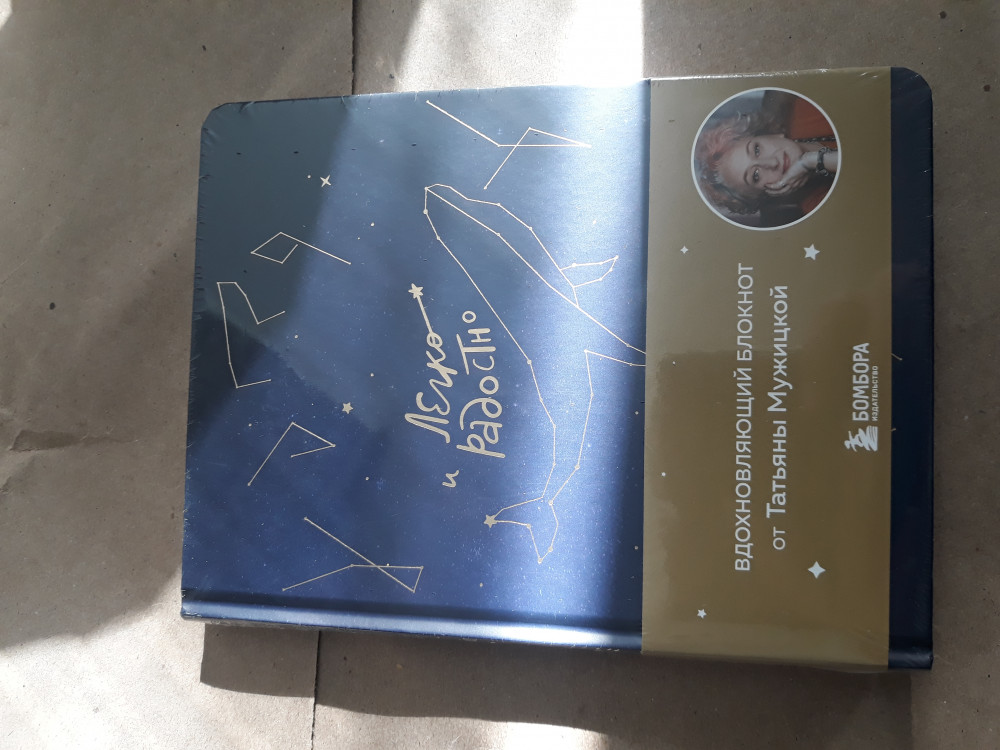 Легко
и радостно
ВДОХНОВЛЯЮЩИЙ БЛОКНОТ
от Татьяны Мужицкой
БОМБОРА
ИЗДАТЕЛЬСТВО